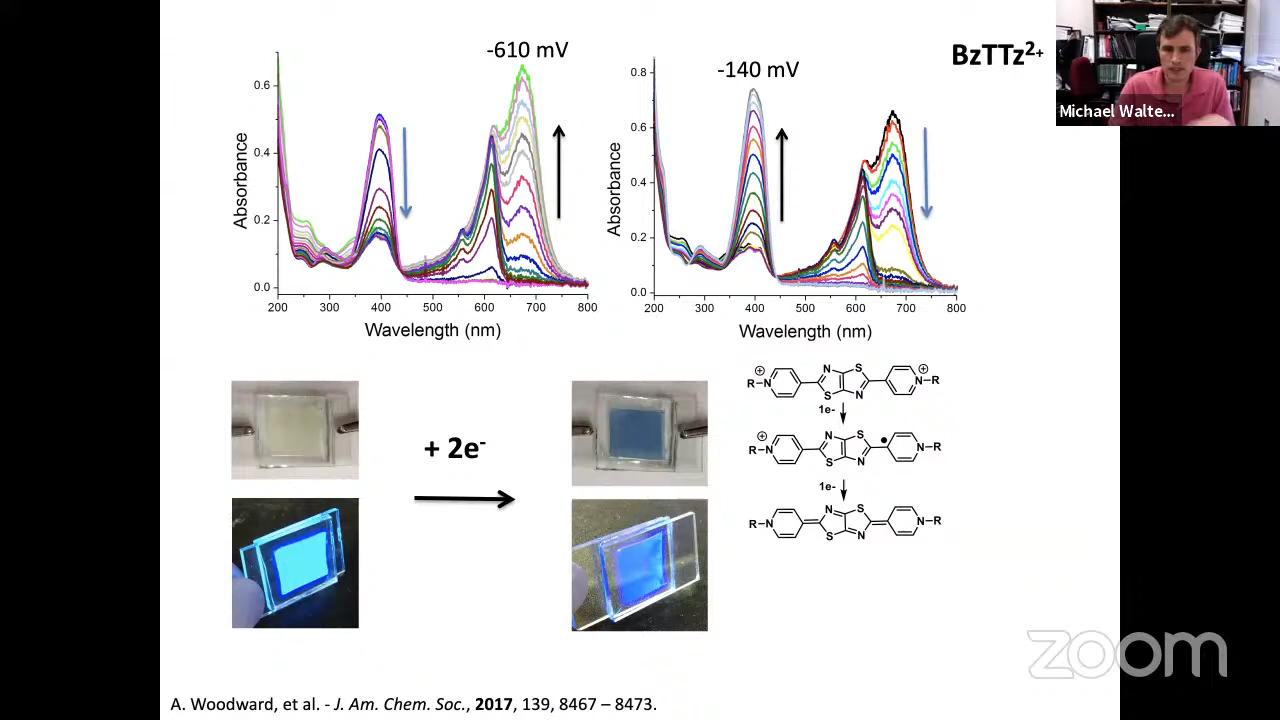 -610 mV
-140 mV
BzTTz2+
Michael Walte...
Absorbance
0.6
0.4
0.2
0.0
200 300 400 500 600 700 800
Wavelength (nm)
Absorbance
0.8
0.6
0.4
0.2
0.0
200 300 400 500 600 700 800
Wavelength (nm)
+ 2e-
R N + N S S N N + R
1e-
R N + N S S N N R
1e-
R N N S S N N R
zoom
A. Woodward, et al. - J. Am. Chem. Soc., 2017, 139, 8467 – 8473.